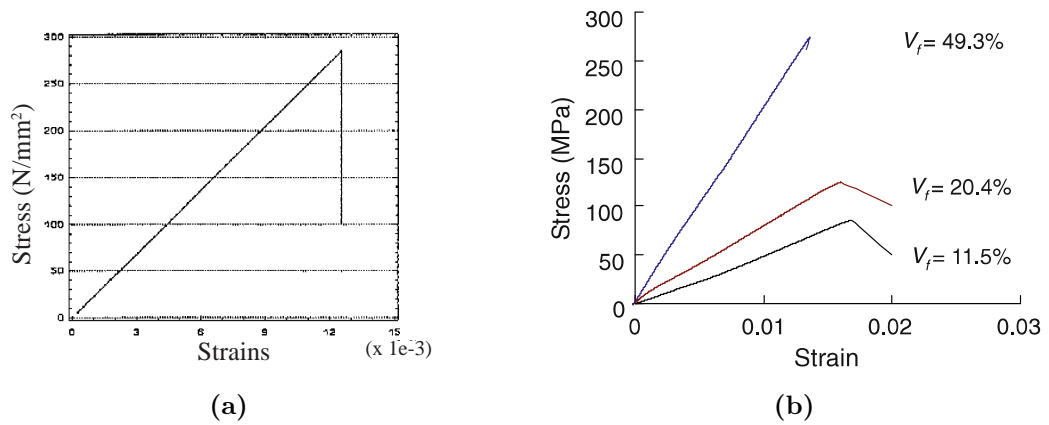 300
250
200
150
100
50
0
Stress (N/mm²)
0 3 6 9 12 15
Strains
(x 1e-3)
(a)
300
250
200
150
100
50
0
Stress (MPa)
V_f = 49.3%
V_f = 20.4%
V_f = 11.5%
0 0.01 0.02 0.03
Strain
(b)